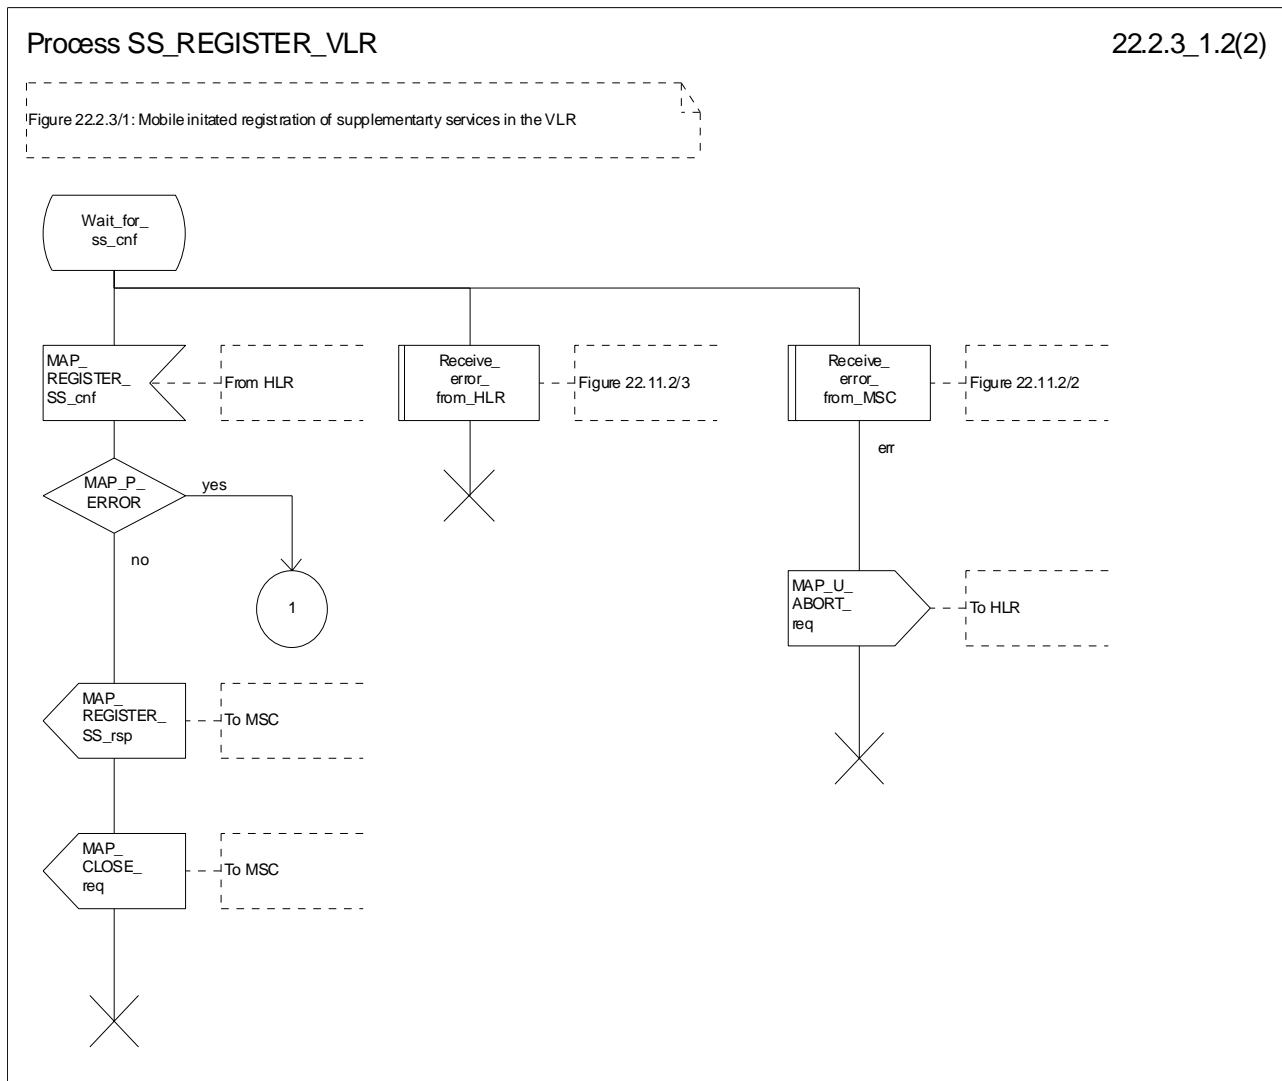 Process SS_REGISTER_VLR
22.2.3_1.2(2)
Figure 22.2.3/1: Mobile initated registration of supplementarty services in the VLR
Wait_for_
ss_cnf
MAP_
REGISTER_
SS_cnf
From HLR
Receive_
error_
from_HLR
Figure 22.11.2/3
Receive_
error_
from_MSC
Figure 22.11.2/2
err
MAP_P_
ERROR
yes
no
1
MAP_U_
ABORT_
req
To HLR
MAP_
REGISTER_
SS_rsp
To MSC
MAP_
CLOSE_
req
To MSC